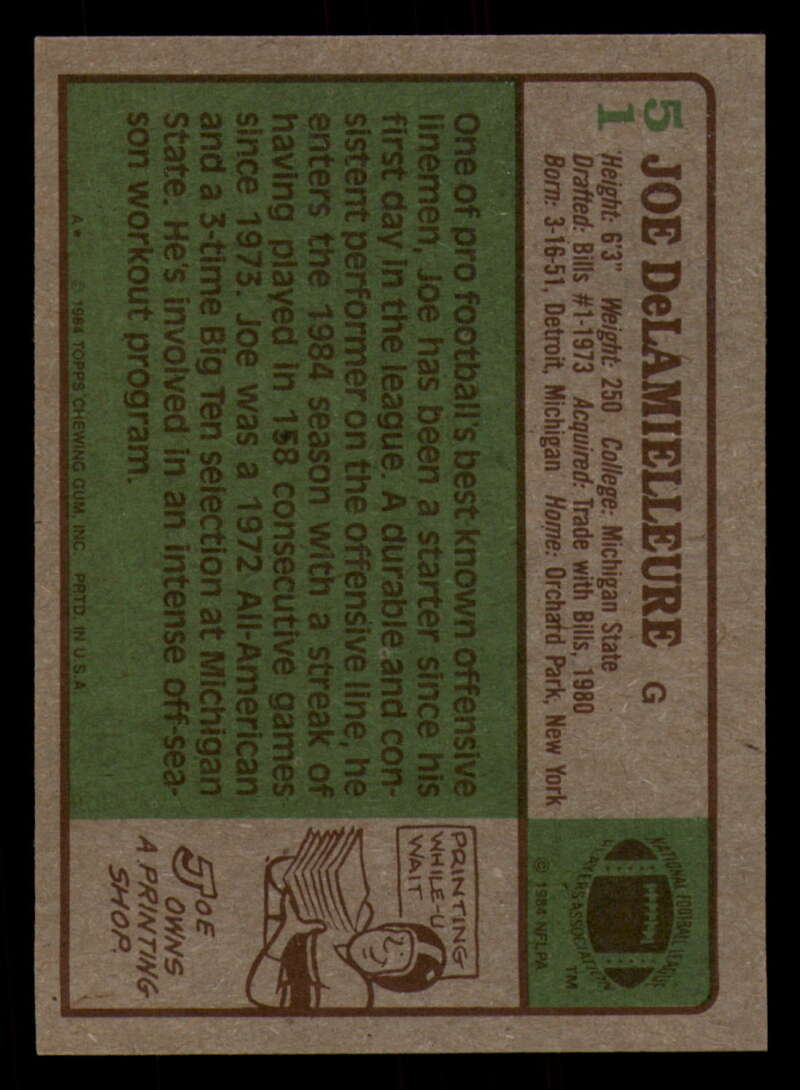 51
JOE DeLAMIELLEURE G
Height: 6'3" Weight: 250 College: Michigan State
Drafted: Bills #1-1973 Acquired: Trade with Bills, 1980
Born: 3-16-51, Detroit, Michigan Home: Orchard Park, New York
NATIONAL FOOTBALL LEAGUE
PLAYERS ASSOCIATION
TM
© 1984 NFLPA
One of pro football's best known offensive
linemen, Joe has been a starter since his
first day in the league. A durable and con-
sistent performer on the offensive line, he
enters the 1984 season with a streak of
having played in 158 consecutive games
since 1973. Joe was a 1972 All-American
and a 3-time Big Ten selection at Michigan
State. He's involved in an intense off-sea-
son workout program.
PRINTING
WHILE-U
WAIT
JOE
OWNS
A PRINTING
SHOP.
A* © 1984 TOPPS CHEWING GUM, INC. PRTD. IN U.S.A